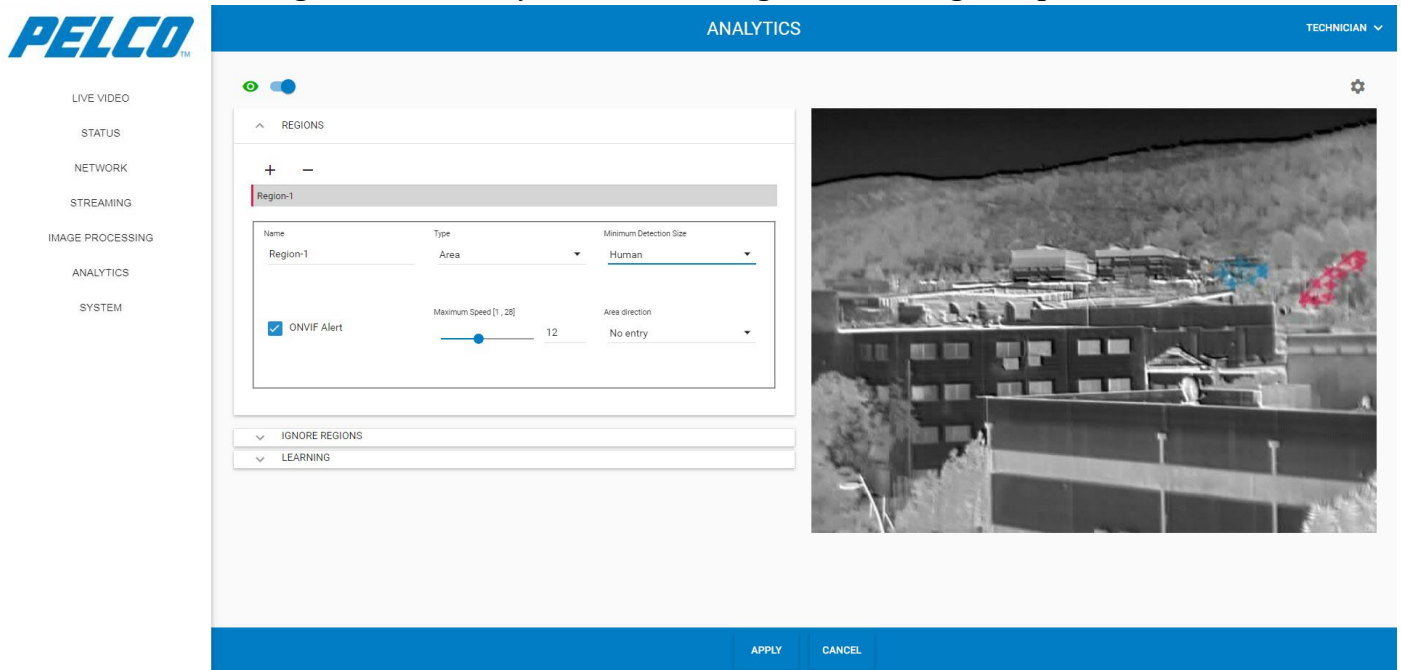 PELCO
TM
ANALYTICS
TECHNICIAN
LIVE VIDEO
STATUS
NETWORK
STREAMING
IMAGE PROCESSING
ANALYTICS
SYSTEM
REGIONS
+ −
Region-1
Name Type Minimum Detection Size
Region-1 Area Human
Maximum Speed [1 , 28] Area direction
ONVIF Alert 12 No entry
IGNORE REGIONS
LEARNING
APPLY CANCEL